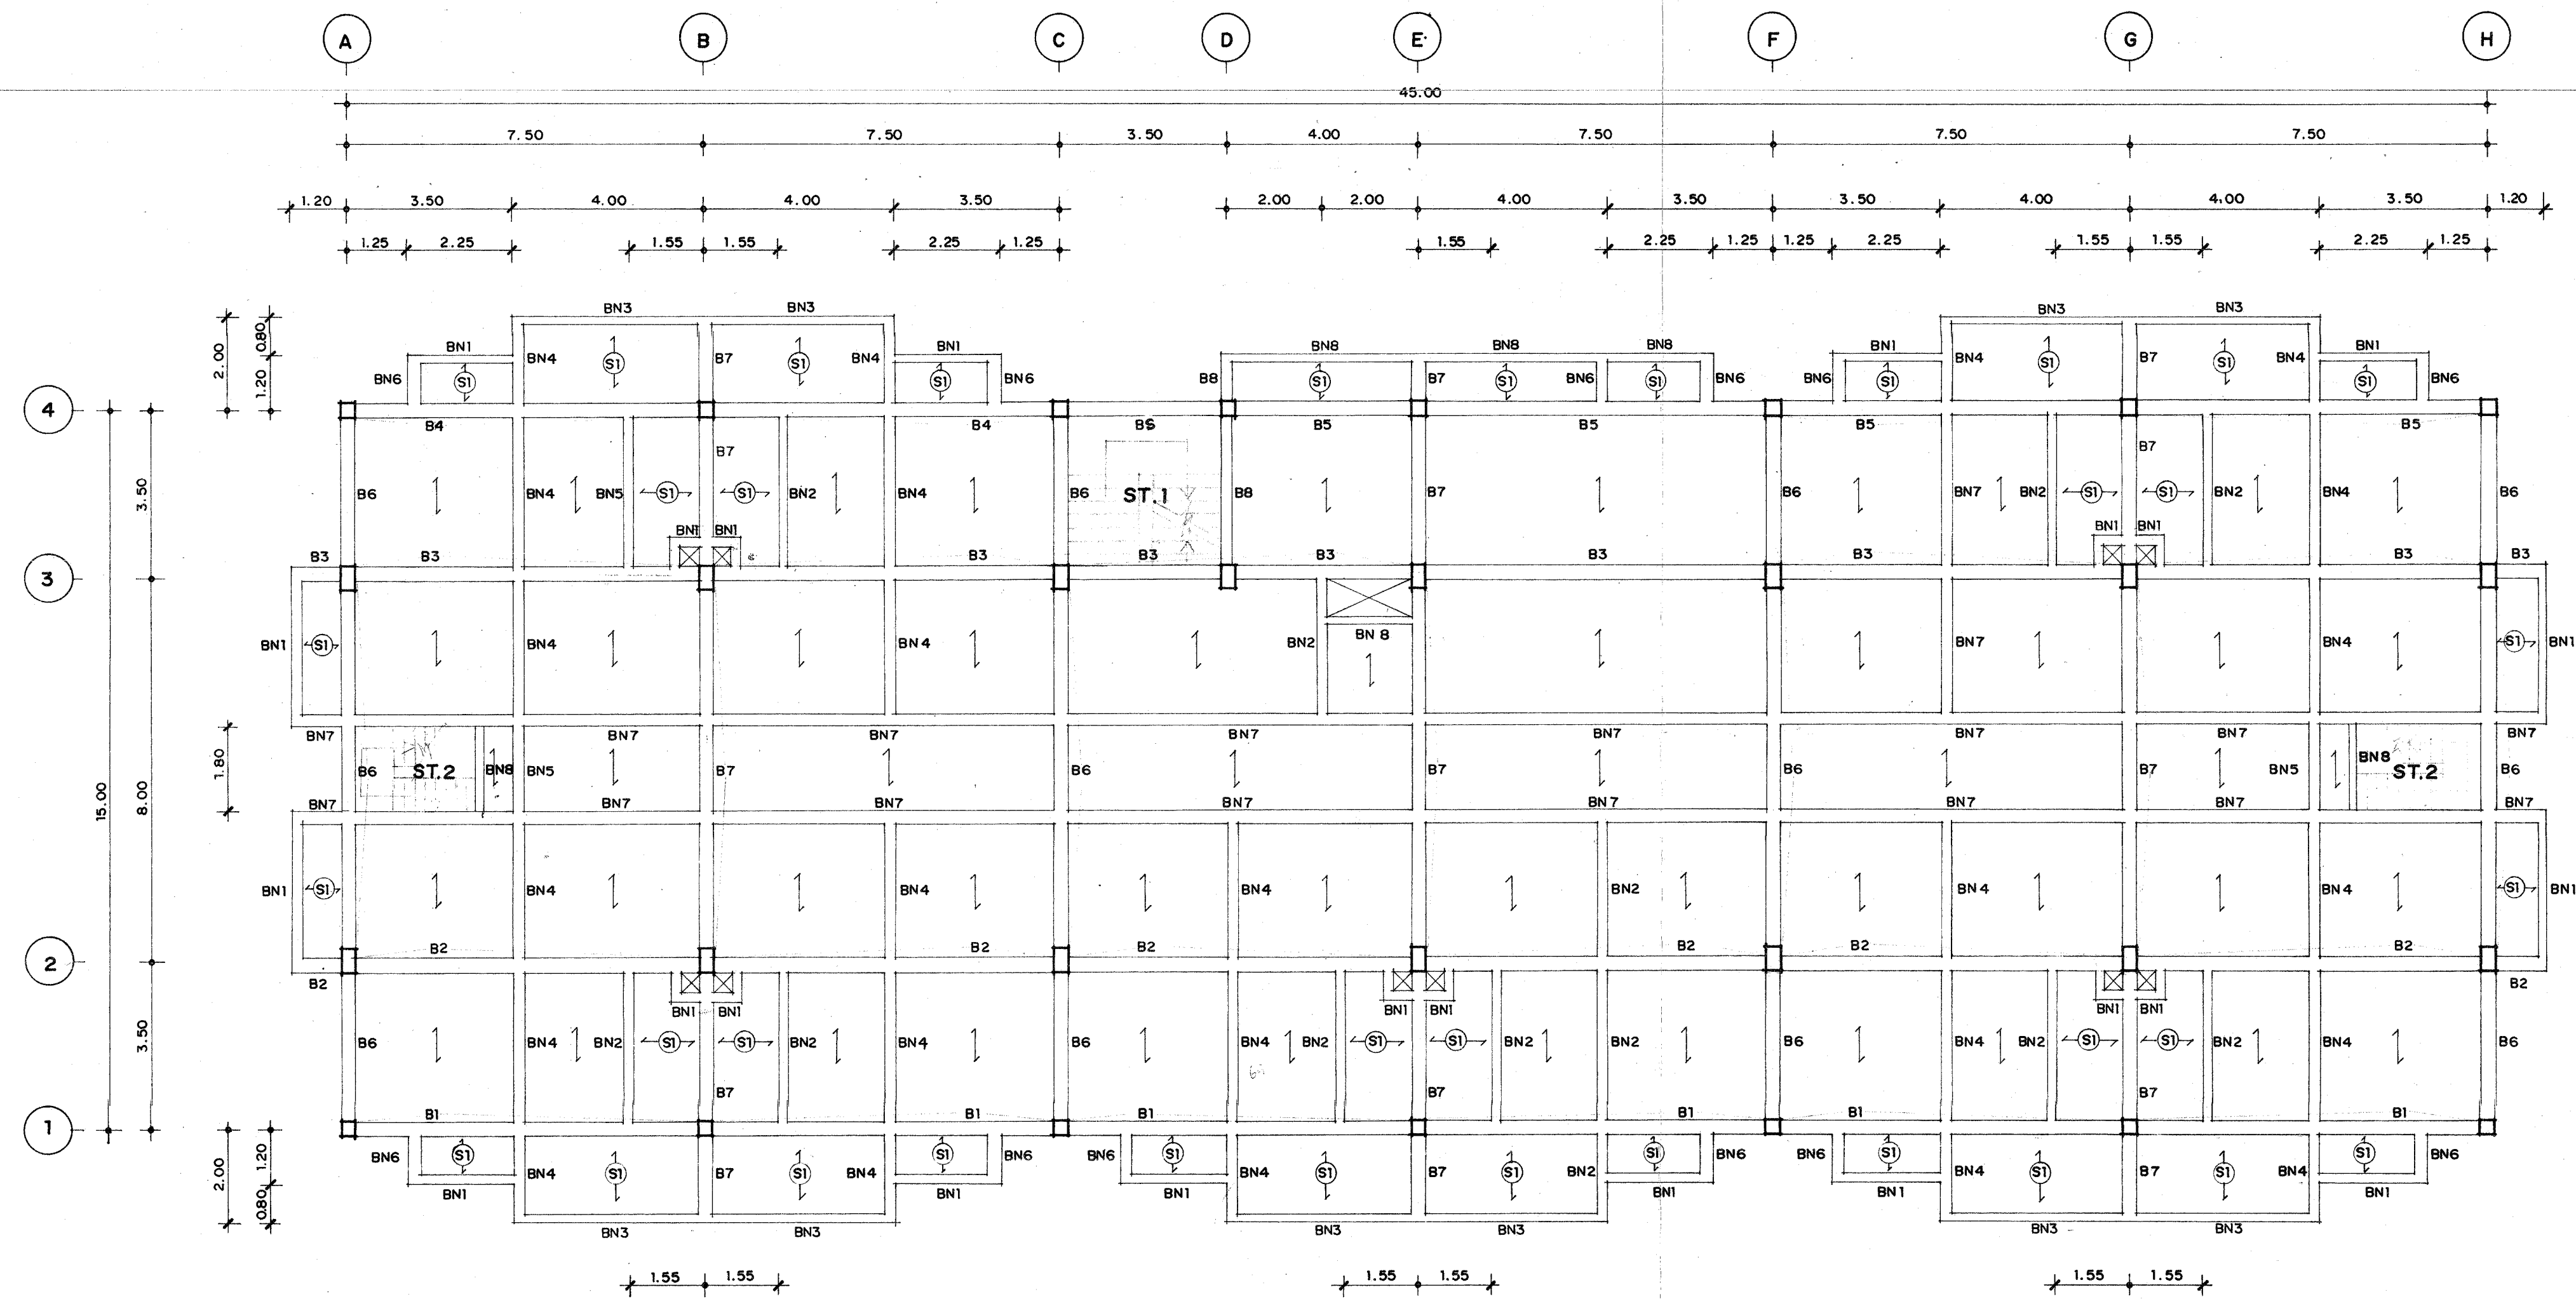 A B C D E F G H
45.00
7.50 7.50 3.50 4.00 7.50 7.50 7.50
1.20 3.50 4.00 4.00 3.50 2.00 2.00 4.00 3.50 3.50 4.00 4.00 3.50 1.20
1.25 2.25 1.55 1.55 2.25 1.25 1.55 2.25 1.25 1.25 2.25 1.55 1.55 2.25 1.25
BN3 BN3 BN3 BN3
2.00 0.80 BN1 BN1 BN8 BN8 BN8 BN1 BN1
BN4 S1 B7 S1 BN4 BN4 S1 B7 S1 BN4
1.20 BN6 S1 S1 BN6 B8 S1 B7 S1 BN6 S1 BN6 BN6 S1 S1 BN6
4
B4 B4 B5 B5 B5 B5
B7 B7
3.50 B6 BN4 BN5 S1 S1 BN2 BN4 B6 ST.1 B8 B7 B6 BN7 BN2 S1 S1 BN2 BN4 B6
BN1 BN1 BN1 BN1
B3 B3 B3 B3 B3 B3 B3 B3 B3
3
BN1 S1 BN4 BN4 BN2 BN 8 BN7 BN4 S1 BN1
BN7 BN7 BN7 BN7 BN7 BN7 BN7 BN7
1.80 B6 ST.2 BN8 BN5 B7 B6 B7 B6 B7 BN5 BN8 ST.2 B6
15.00 8.00
BN7 BN7 BN7 BN7 BN7 BN7 BN7 BN7
BN1 S1 BN4 BN4 BN4 BN2 BN4 BN4 S1 BN1
B2 B2 B2 B2 B2 B2
2
B2 B2
BN1 BN1 BN1 BN1 BN1 BN1
3.50 B6 BN4 BN2 S1 S1 BN2 BN4 B6 BN4 BN2 S1 S1 BN2 BN2 B6 BN4 BN2 S1 S1 BN2 BN4 B6
B7 B7 B7
B1 B1 B1 B1 B1 B1
1
1.20 BN6 S1 S1 BN6 BN6 S1 S1 BN6 BN6 S1 S1 BN6
2.00 BN4 S1 B7 S1 BN4 BN4 S1 B7 S1 BN2 BN4 S1 B7 S1 BN4
0.80 BN1 BN1 BN1 BN1 BN1 BN1
BN3 BN3 BN3 BN3 BN3 BN3
1.55 1.55 1.55 1.55 1.55 1.55